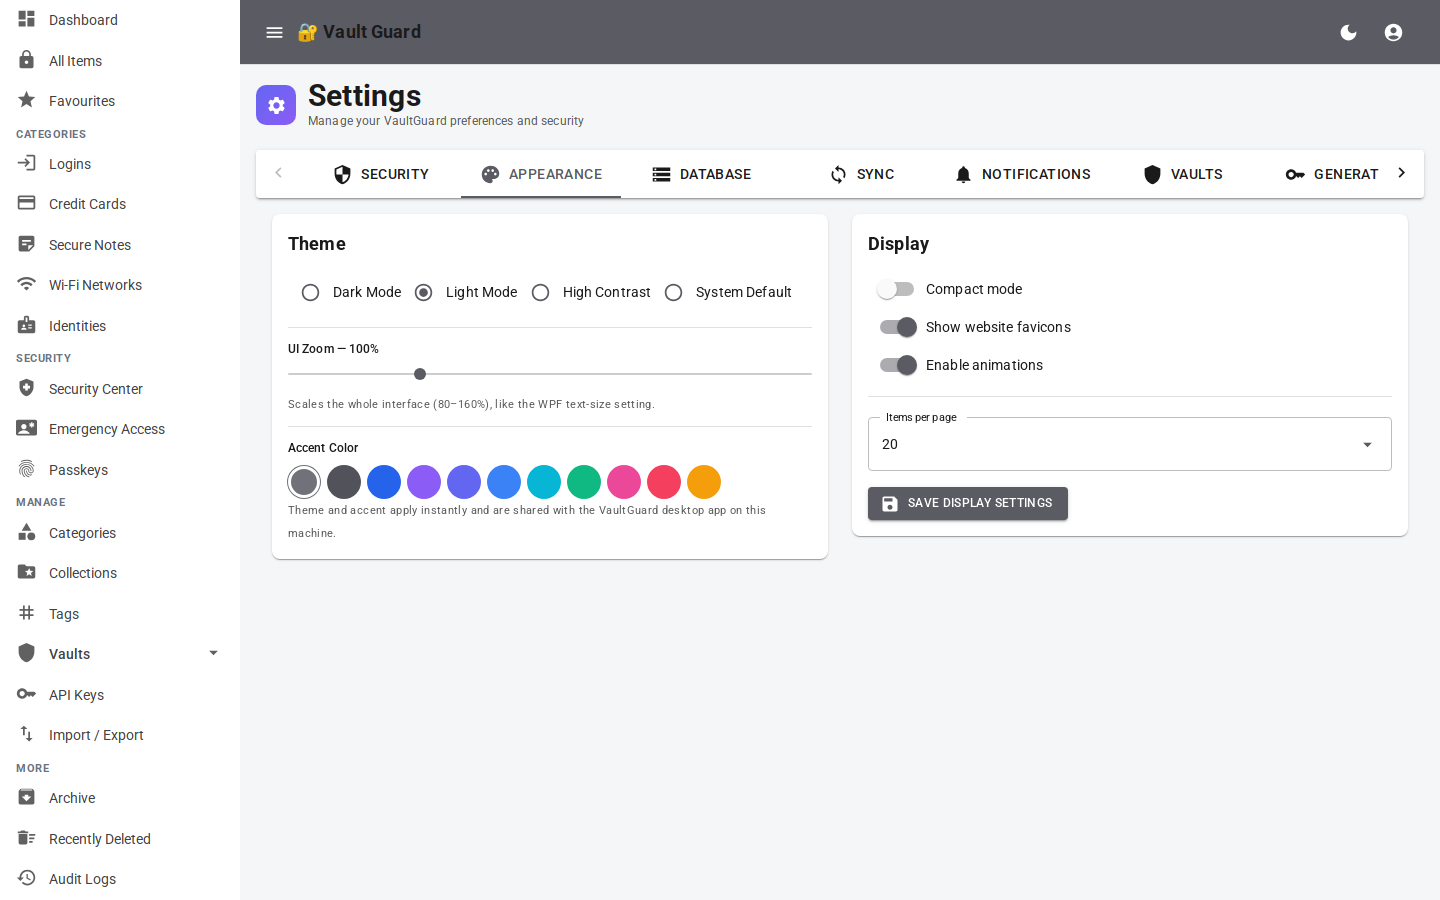 Dashboard
All Items
Favourites
CATEGORIES
Logins
Credit Cards
Secure Notes
Wi-Fi Networks
Identities
SECURITY
Security Center
Emergency Access
Passkeys
MANAGE
Categories
Collections
Tags
Vaults
API Keys
Import / Export
MORE
Archive
Recently Deleted
Audit Logs
Vault Guard
Settings
Manage your VaultGuard preferences and security
SECURITY
APPEARANCE
DATABASE
SYNC
NOTIFICATIONS
VAULTS
GENERAT
Theme
Dark Mode
Light Mode
High Contrast
System Default
UI Zoom — 100%
Scales the whole interface (80–160%), like the WPF text-size setting.
Accent Color
Theme and accent apply instantly and are shared with the VaultGuard desktop app on this
machine.
Display
Compact mode
Show website favicons
Enable animations
Items per page
20
SAVE DISPLAY SETTINGS